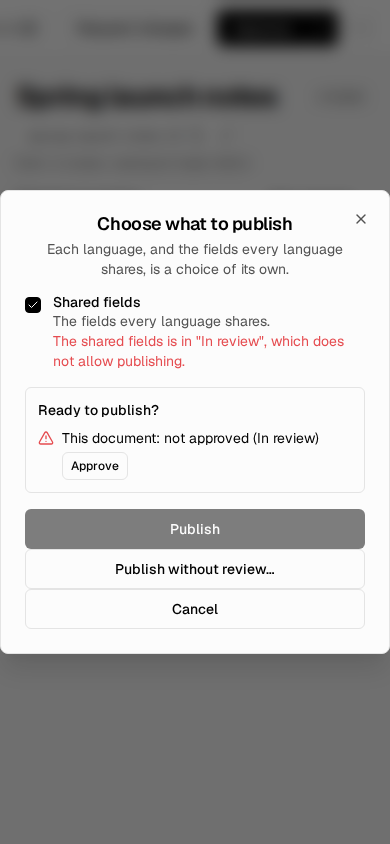 Choose what to publish
Each language, and the fields every language
shares, is a choice of its own.
Shared fields
The fields every language shares.
The shared fields is in "In review", which does
not allow publishing.
Ready to publish?
This document: not approved (In review)
Approve
Publish
Publish without review...
Cancel